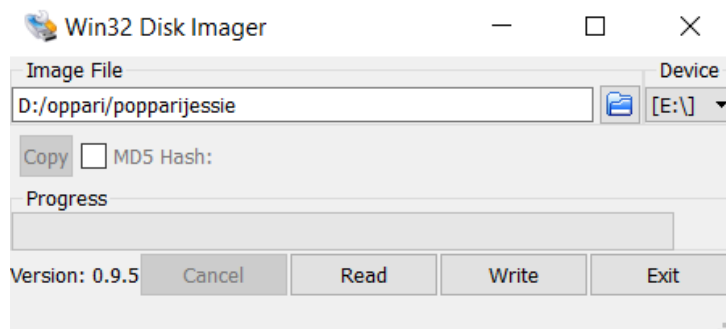 Win32 Disk Imager
Image File Device
D:/oppari/popparijessie [E:\]
Copy MD5 Hash:
Progress
Version: 0.9.5 Cancel Read Write Exit